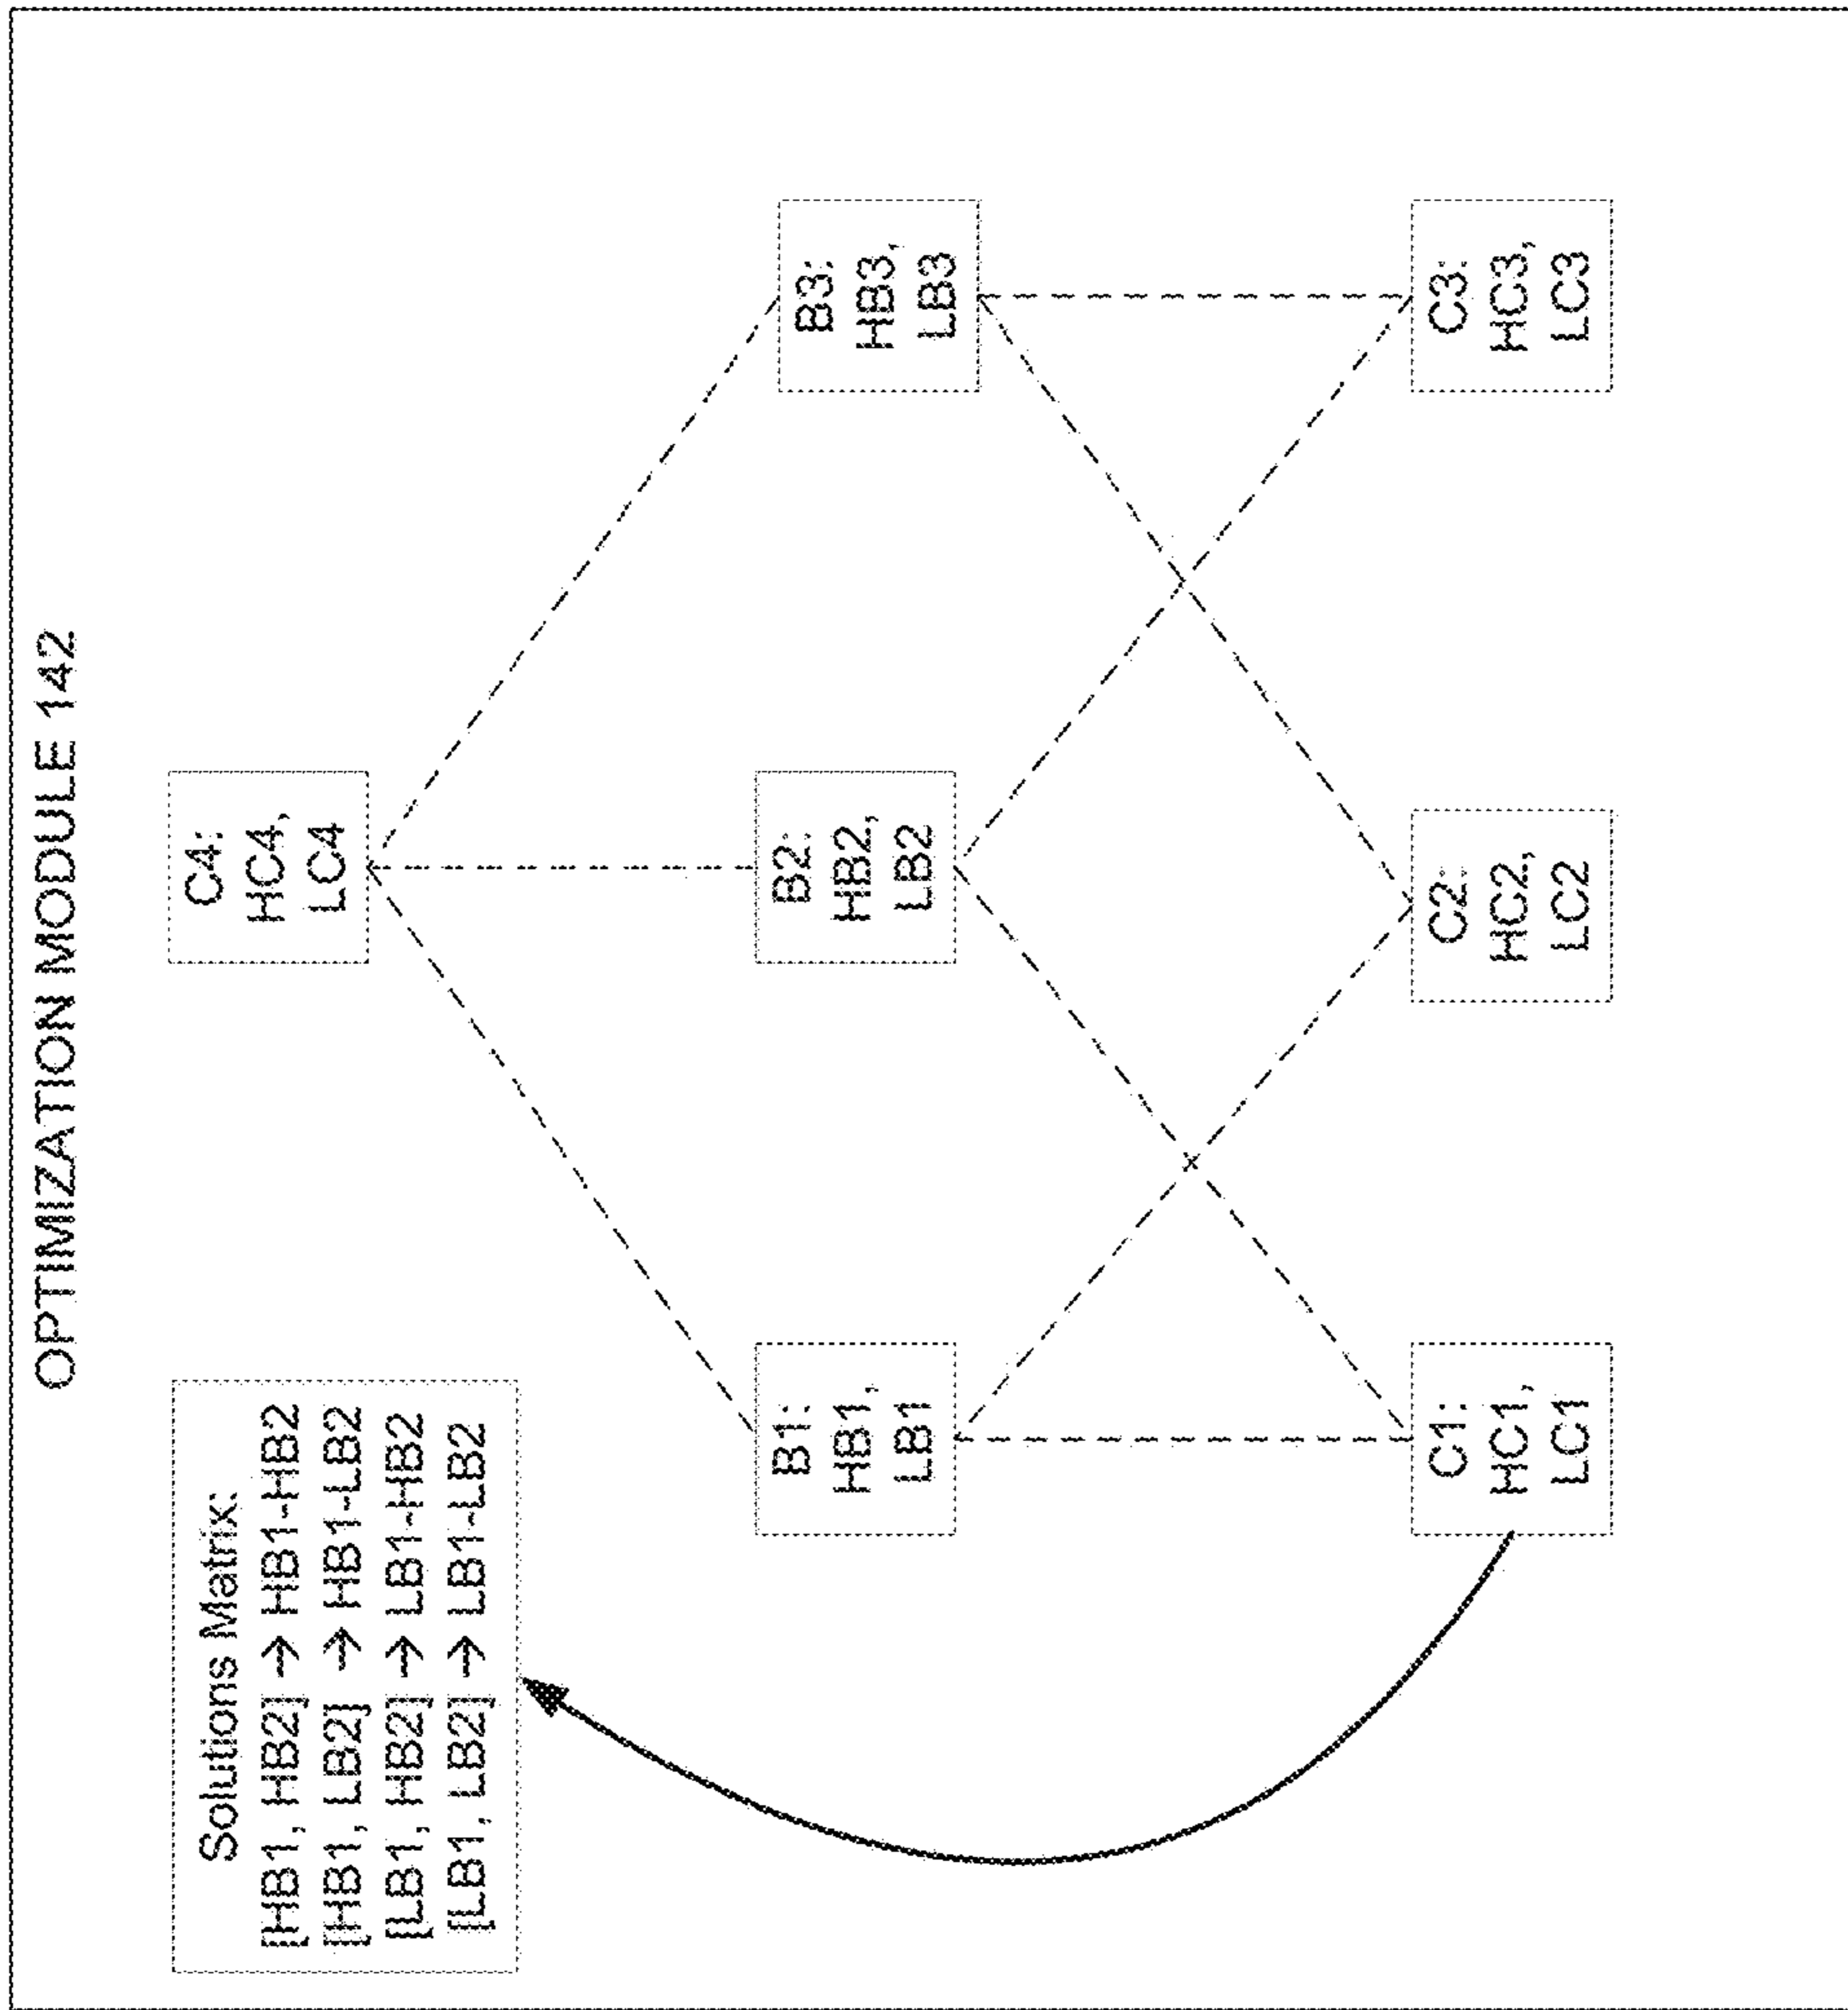 OPTIMIZATION MODULE 142
Solutions Matrix:
[HB1, HB2] → HB1-HB2
[HB1, LB2] → HB1-LB2
[LB1, HB2] → LB1-HB2
[LB1, LB2] → LB1-LB2
C4:
HC4,
LC4
B1:
HB1,
LB1
B2:
HB2,
LB2
B3:
HB3,
LB3
C1:
HC1,
LC1
C2:
HC2,
LC2
C3:
HC3,
LC3